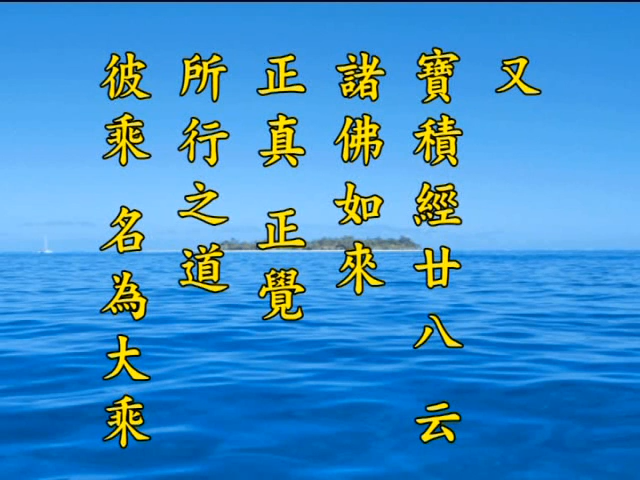 又
寶積經廿八 云
諸佛如來
正真 正覺
所行之道
彼乘 名為大乘